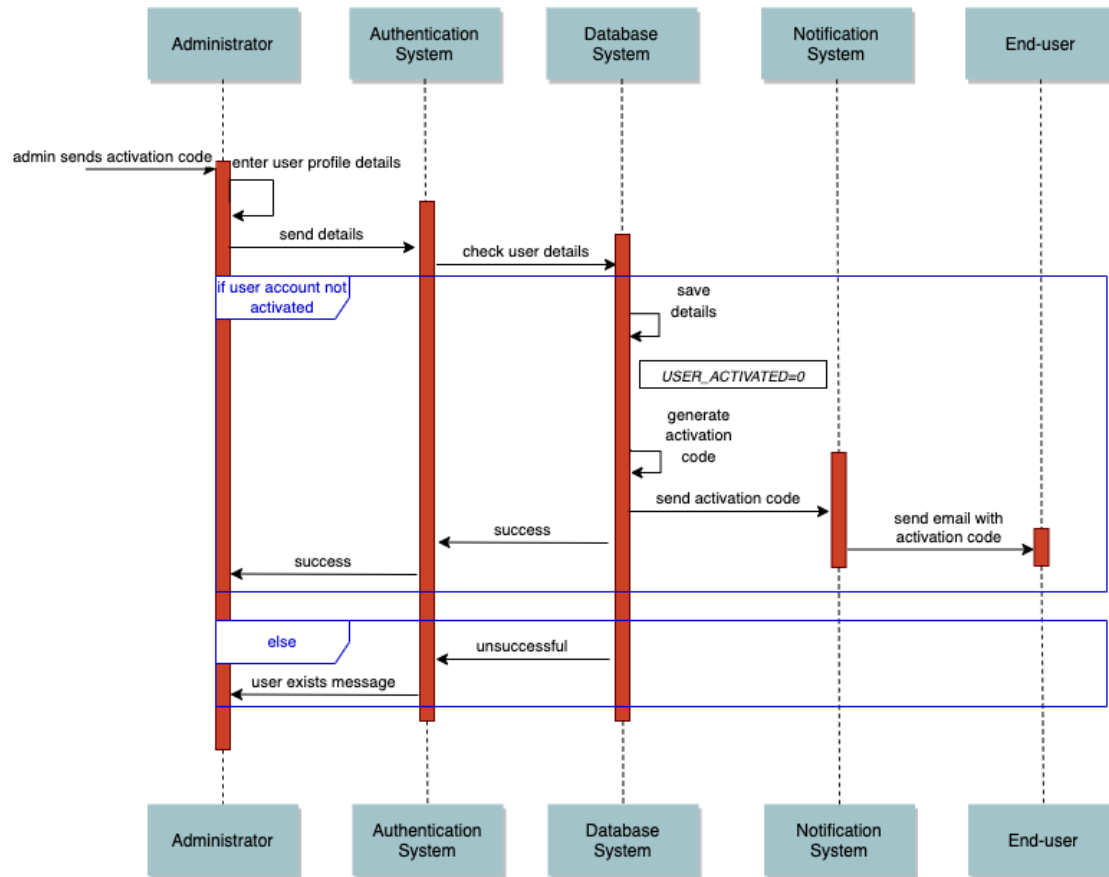 Administrator
Authentication
System
Database
System
Notification
System
End-user
admin sends activation code
enter user profile details
send details
check user details
if user account not
activated
save
details
USER_ACTIVATED=0
generate
activation
code
send activation code
send email with
activation code
success
success
else
unsuccessful
user exists message
Administrator
Authentication
System
Database
System
Notification
System
End-user